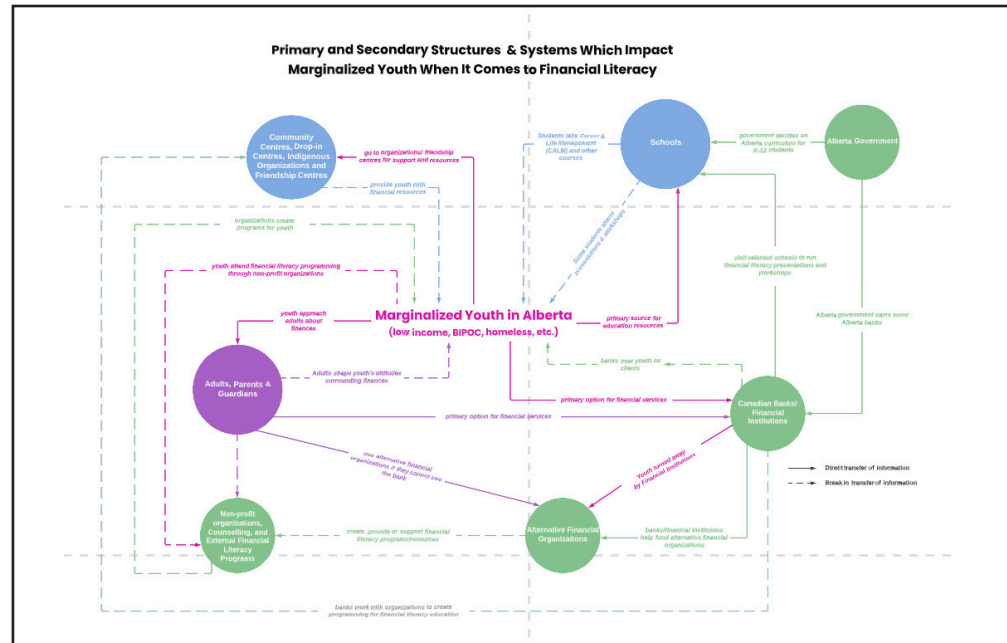 Primary and Secondary Structures & Systems Which Impact
Marginalized Youth When It Comes to Financial Literacy
Community
Centres, Drop-in
Centres, Indigenous
Organizations and
Friendship Centres
go to organizations/ friendship
centres for support and resources
provide youth with
financial resources
Students take Career &
Life Management
(CALM) and other
courses
Schools
government decides on
Alberta curriculum for
K-12 students
Alberta Government
organizations create
programs for youth
youth attend financial literacy programming
through non-profit organizations
Some students attend
presentations & workshops
visit selected schools to run
financial literacy presentations and
workshops
Marginalized Youth in Alberta
(low income, BIPOC, homeless, etc.)
primary source for
education resources
Alberta government owns some
Alberta banks
youth approach
adults about
finances
Adults, Parents &
Guardians
Adults shape youth's attitudes
surrounding finances
banks treat youth as
clients
primary option for financial services
primary option for financial services
Canadian Banks/
Financial
Institutions
use alternative financial
organizations if they cannot use
the bank
Youth turned away
by Financial Institutions
Direct transfer of information
Break in transfer of information
Non-profit
organizations,
Counselling, and
External Financial
Literacy
Programs
create, provide or suggest financial
literacy programs/resources
Alternative Financial
Organizations
banks/financial institutions
help fund alternative financial
organizations
banks work with organizations to create
programming for financial literacy education